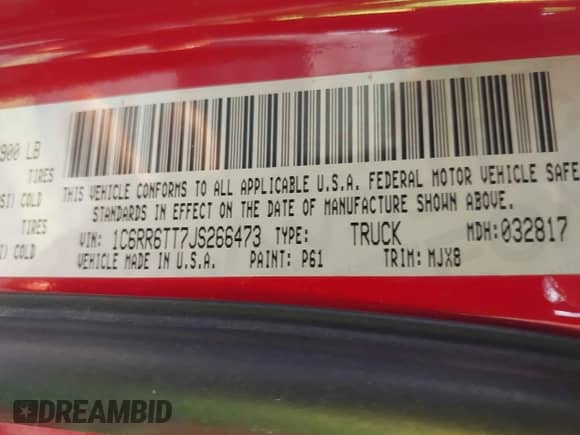 900 LB
TIRES
SI) COLD
TIRES
I) COLD
THIS VEHICLE CONFORMS TO ALL APPLICABLE U.S.A. FEDERAL MOTOR VEHICLE SAFE
STANDARDS IN EFFECT ON THE DATE OF MANUFACTURE SHOWN ABOVE.
VIN: 1C6RR6TT7JS266473 TYPE: TRUCK MDH: 032817
VEHICLE MADE IN U.S.A. PAINT: P61 TRIM: MJX8
DREAMBID